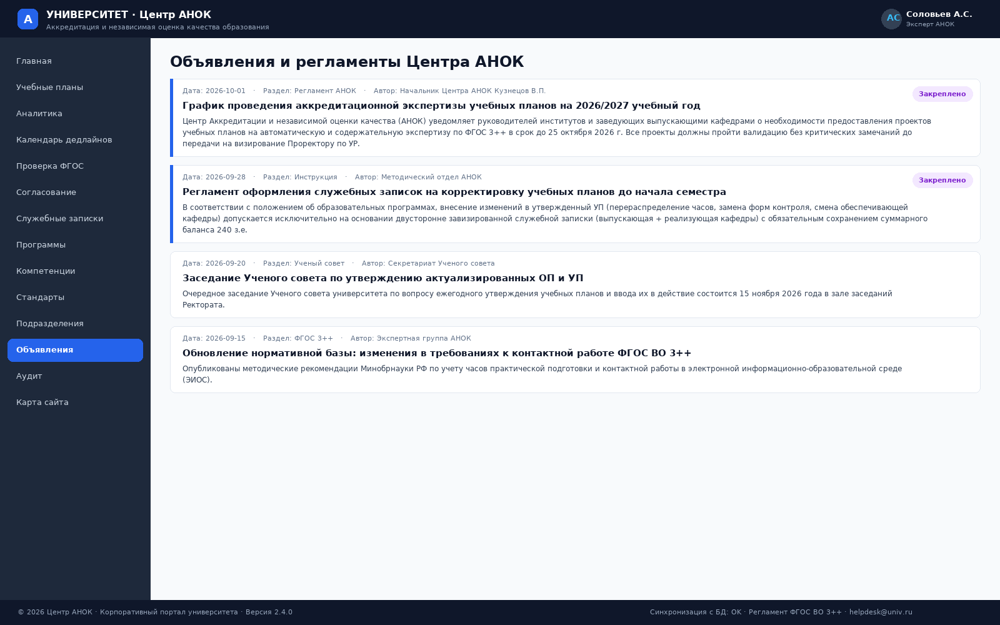 А
УНИВЕРСИТЕТ · Центр АНОК
Аккредитация и независимая оценка качества образования
АС
Соловьев А.С.
Эксперт АНОК
Главная
Учебные планы
Аналитика
Календарь дедлайнов
Проверка ФГОС
Согласование
Служебные записки
Программы
Компетенции
Стандарты
Подразделения
Объявления
Аудит
Карта сайта
Объявления и регламенты Центра АНОК
Дата: 2026-10-01 · Раздел: Регламент АНОК · Автор: Начальник Центра АНОК Кузнецов В.П.
Закреплено
График проведения аккредитационной экспертизы учебных планов на 2026/2027 учебный год
Центр Аккредитации и независимой оценки качества (АНОК) уведомляет руководителей институтов и заведующих выпускающими кафедрами о необходимости предоставления проектов
учебных планов на автоматическую и содержательную экспертизу по ФГОС 3++ в срок до 25 октября 2026 г. Все проекты должны пройти валидацию без критических замечаний до
передачи на визирование Проректору по УР.
Дата: 2026-09-28 · Раздел: Инструкция · Автор: Методический отдел АНОК
Закреплено
Регламент оформления служебных записок на корректировку учебных планов до начала семестра
В соответствии с положением об образовательных программах, внесение изменений в утвержденный УП (перераспределение часов, замена форм контроля, смена обеспечивающей
кафедры) допускается исключительно на основании двусторонне завизированной служебной записки (выпускающая + реализующая кафедры) с обязательным сохранением суммарного
баланса 240 з.е.
Дата: 2026-09-20 · Раздел: Ученый совет · Автор: Секретариат Ученого совета
Заседание Ученого совета по утверждению актуализированных ОП и УП
Очередное заседание Ученого совета университета по вопросу ежегодного утверждения учебных планов и ввода их в действие состоится 15 ноября 2026 года в зале заседаний
Ректората.
Дата: 2026-09-15 · Раздел: ФГОС 3++ · Автор: Экспертная группа АНОК
Обновление нормативной базы: изменения в требованиях к контактной работе ФГОС ВО 3++
Опубликованы методические рекомендации Минобрнауки РФ по учету часов практической подготовки и контактной работы в электронной информационно-образовательной среде
(ЭИОС).
© 2026 Центр АНОК · Корпоративный портал университета · Версия 2.4.0
Синхронизация с БД: OK · Регламент ФГОС ВО 3++ · helpdesk@univ.ru